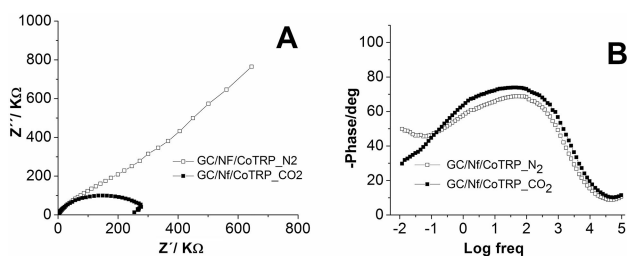 A
1000
800
600
400
200
0
Z´´/ KΩ
GC/NF/CoTRP_N2
GC/Nf/CoTRP_CO2
0 200 400 600 800
Z´/ KΩ
B
100
80
60
40
20
0
-Phase/deg
GC/Nf/CoTRP_N2
GC/Nf/CoTRP_CO2
-2 -1 0 1 2 3 4 5
Log freq